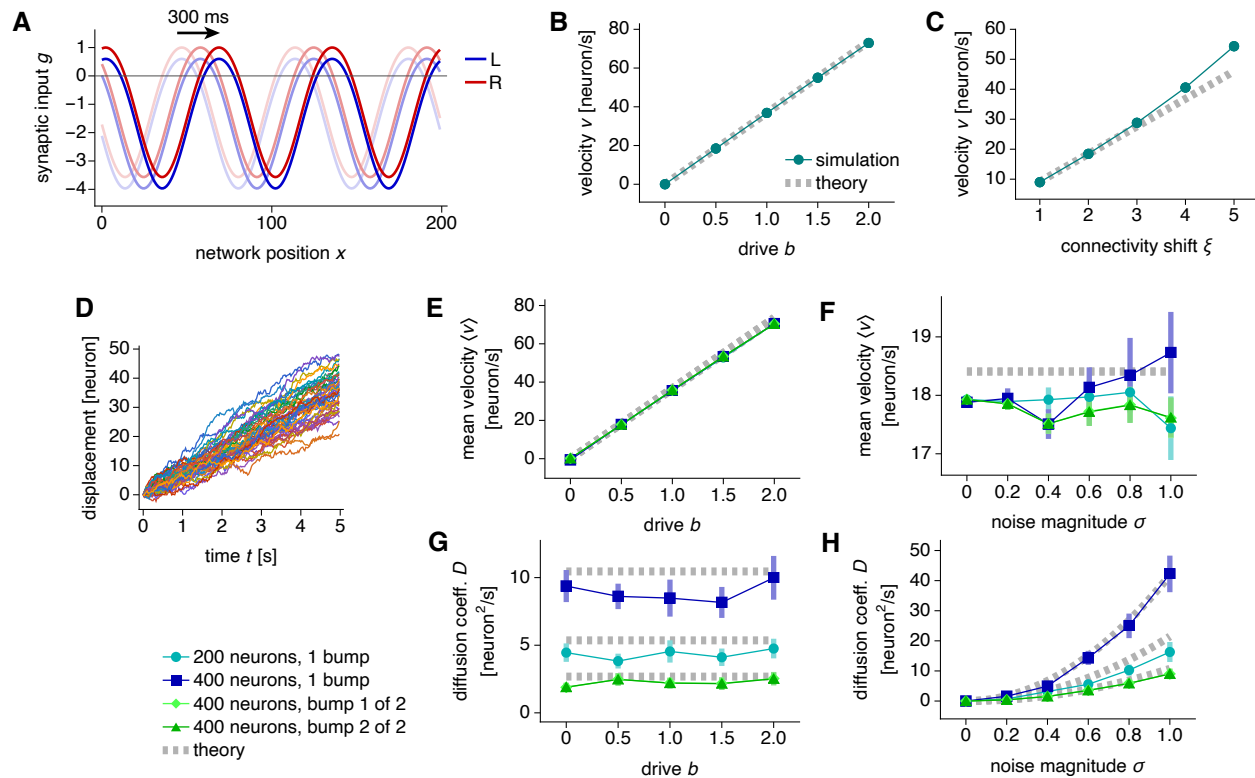 A
300 ms
synaptic input g
1
0
−1
−2
−3
−4
0
100
200
network position x
L
R
B
velocity v [neuron/s]
80
60
40
20
0
0
0.5
1.0
1.5
2.0
drive b
simulation
theory
C
velocity v [neuron/s]
60
50
40
30
20
10
1
2
3
4
5
connectivity shift ξ
D
displacement [neuron]
50
40
30
20
10
0
0
1
2
3
4
5
time t [s]
E
mean velocity ⟨v⟩
[neuron/s]
80
60
40
20
0
0
0.5
1.0
1.5
2.0
drive b
F
mean velocity ⟨v⟩
[neuron/s]
19
18
17
0
0.2
0.4
0.6
0.8
1.0
noise magnitude σ
G
diffusion coeff. D
[neuron²/s]
10
5
0
0
0.5
1.0
1.5
2.0
drive b
H
diffusion coeff. D
[neuron²/s]
50
40
30
20
10
0
0
0.2
0.4
0.6
0.8
1.0
noise magnitude σ
200 neurons, 1 bump
400 neurons, 1 bump
400 neurons, bump 1 of 2
400 neurons, bump 2 of 2
theory